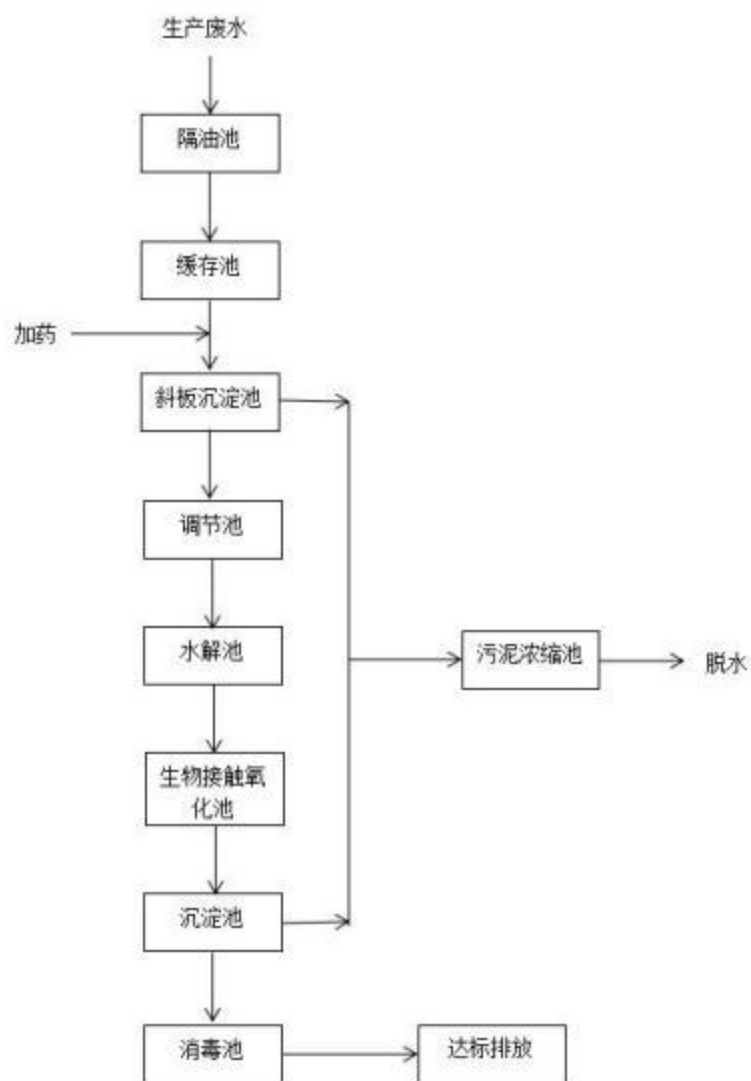 生产废水
隔油池
缓存池
加药
斜板沉淀池
调节池
水解池
污泥浓缩池
脱水
生物接触氧
化池
沉淀池
消毒池
达标排放